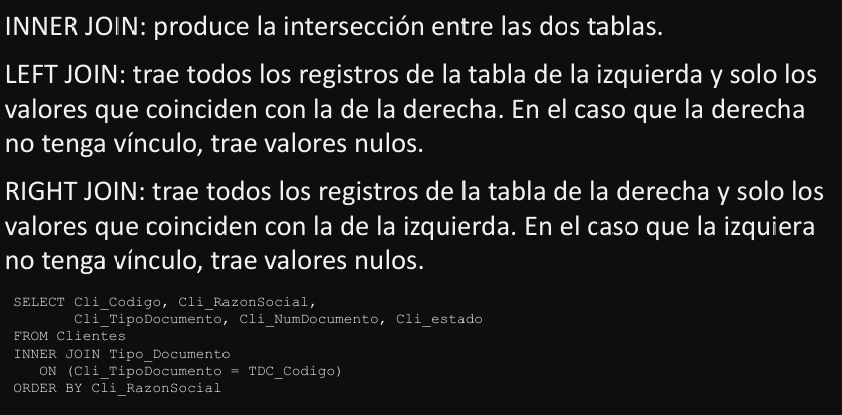 INNER JOIN: produce la intersección entre las dos tablas.
LEFT JOIN: trae todos los registros de la tabla de la izquierda y solo los
valores que coinciden con la de la derecha. En el caso que la derecha
no tenga vínculo, trae valores nulos.
RIGHT JOIN: trae todos los registros de la tabla de la derecha y solo los
valores que coinciden con la de la izquierda. En el caso que la izquiera
no tenga vínculo, trae valores nulos.
SELECT Cli_Codigo, Cli_RazonSocial,
       Cli_TipoDocumento, Cli_NumDocumento, Cli_estado
FROM Clientes
INNER JOIN Tipo_Documento
   ON (Cli_TipoDocumento = TDC_Codigo)
ORDER BY Cli_RazonSocial